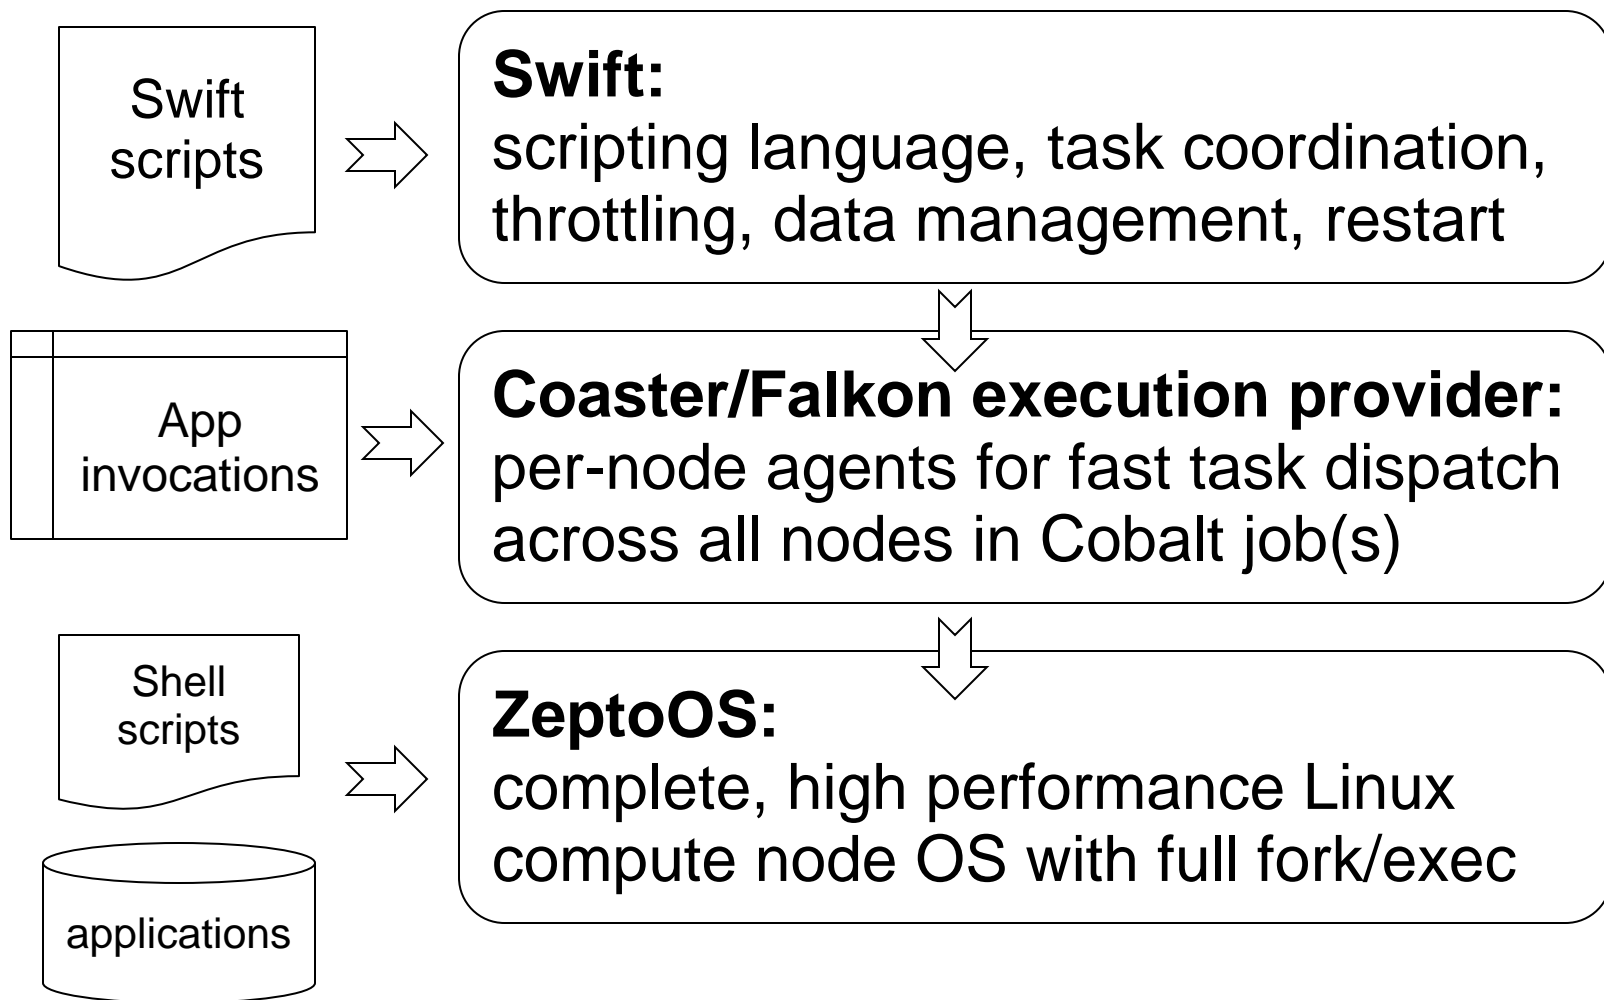 Swift
scripts
Swift:
scripting language, task coordination,
throttling, data management, restart
App
invocations
Coaster/Falkon execution provider:
per-node agents for fast task dispatch
across all nodes in Cobalt job(s)
Shell
scripts
applications
ZeptoOS:
complete, high performance Linux
compute node OS with full fork/exec